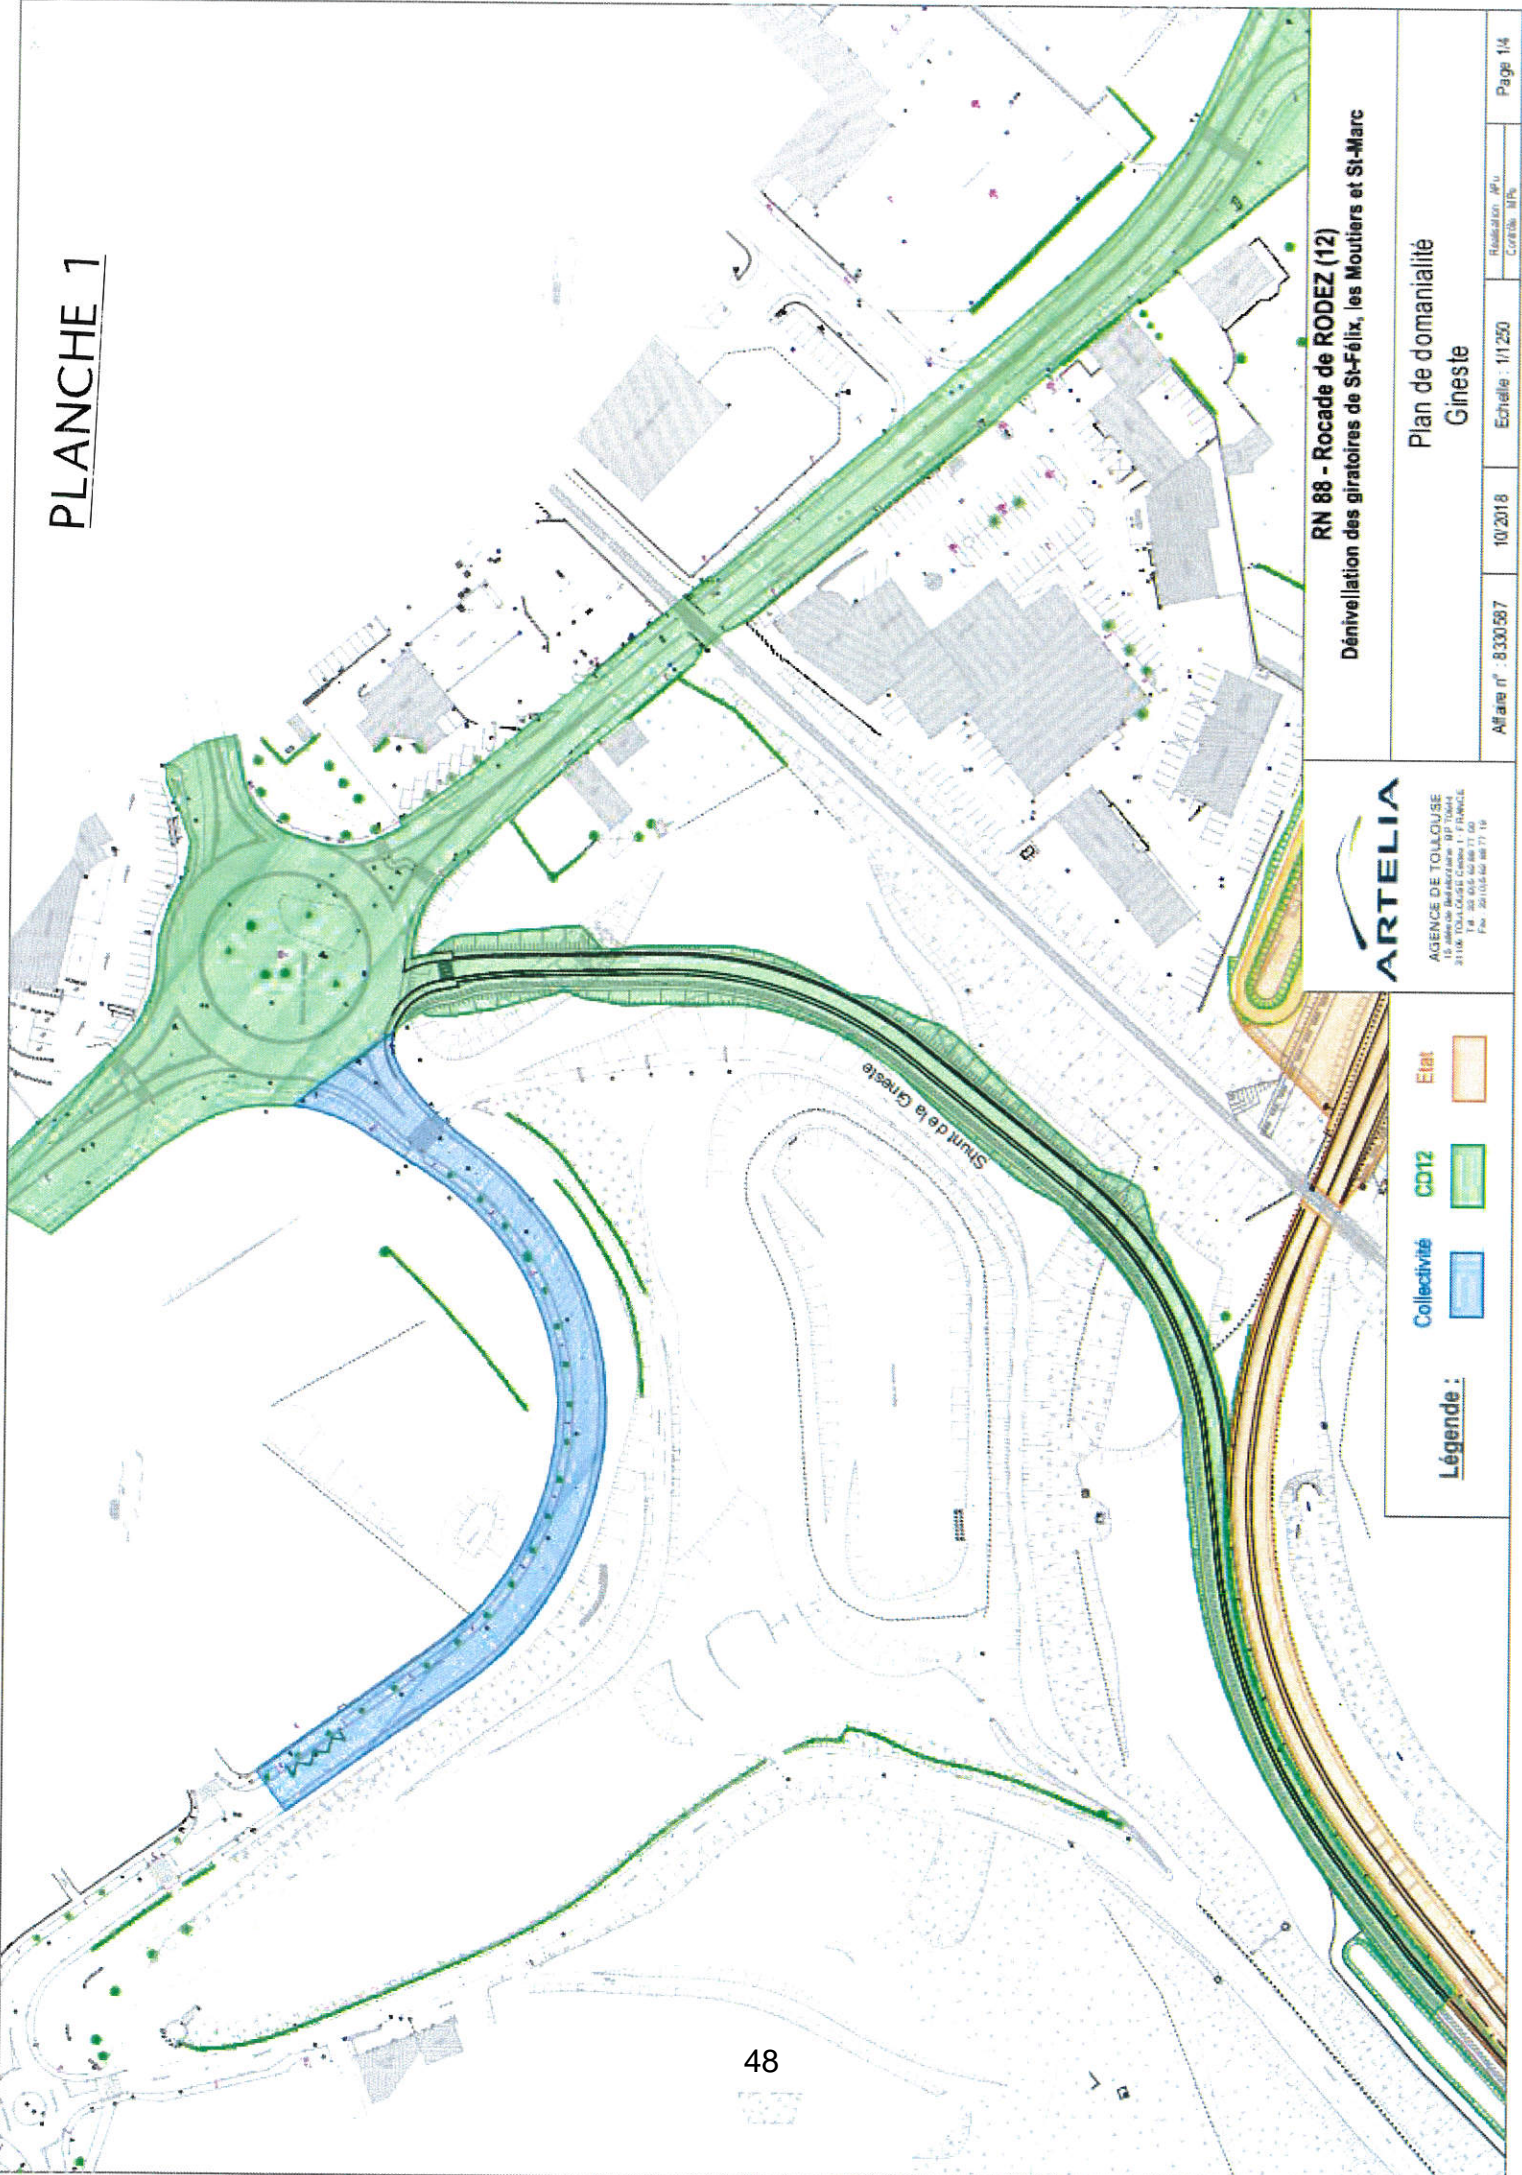 PLANCHE 1
Shunt de la Gineste
Légende :
Collectivité
CD12
Etat
ARTELIA
AGENCE DE TOULOUSE
RN 88 - Rocade de RODEZ (12)
Dénivellation des giratoires de St-Félix, les Moutiers et St-Marc
Plan de domanialité
Gineste
Affaire n° : 8330587
10/2018
Echelle : 1/1250
Page 1/4
48